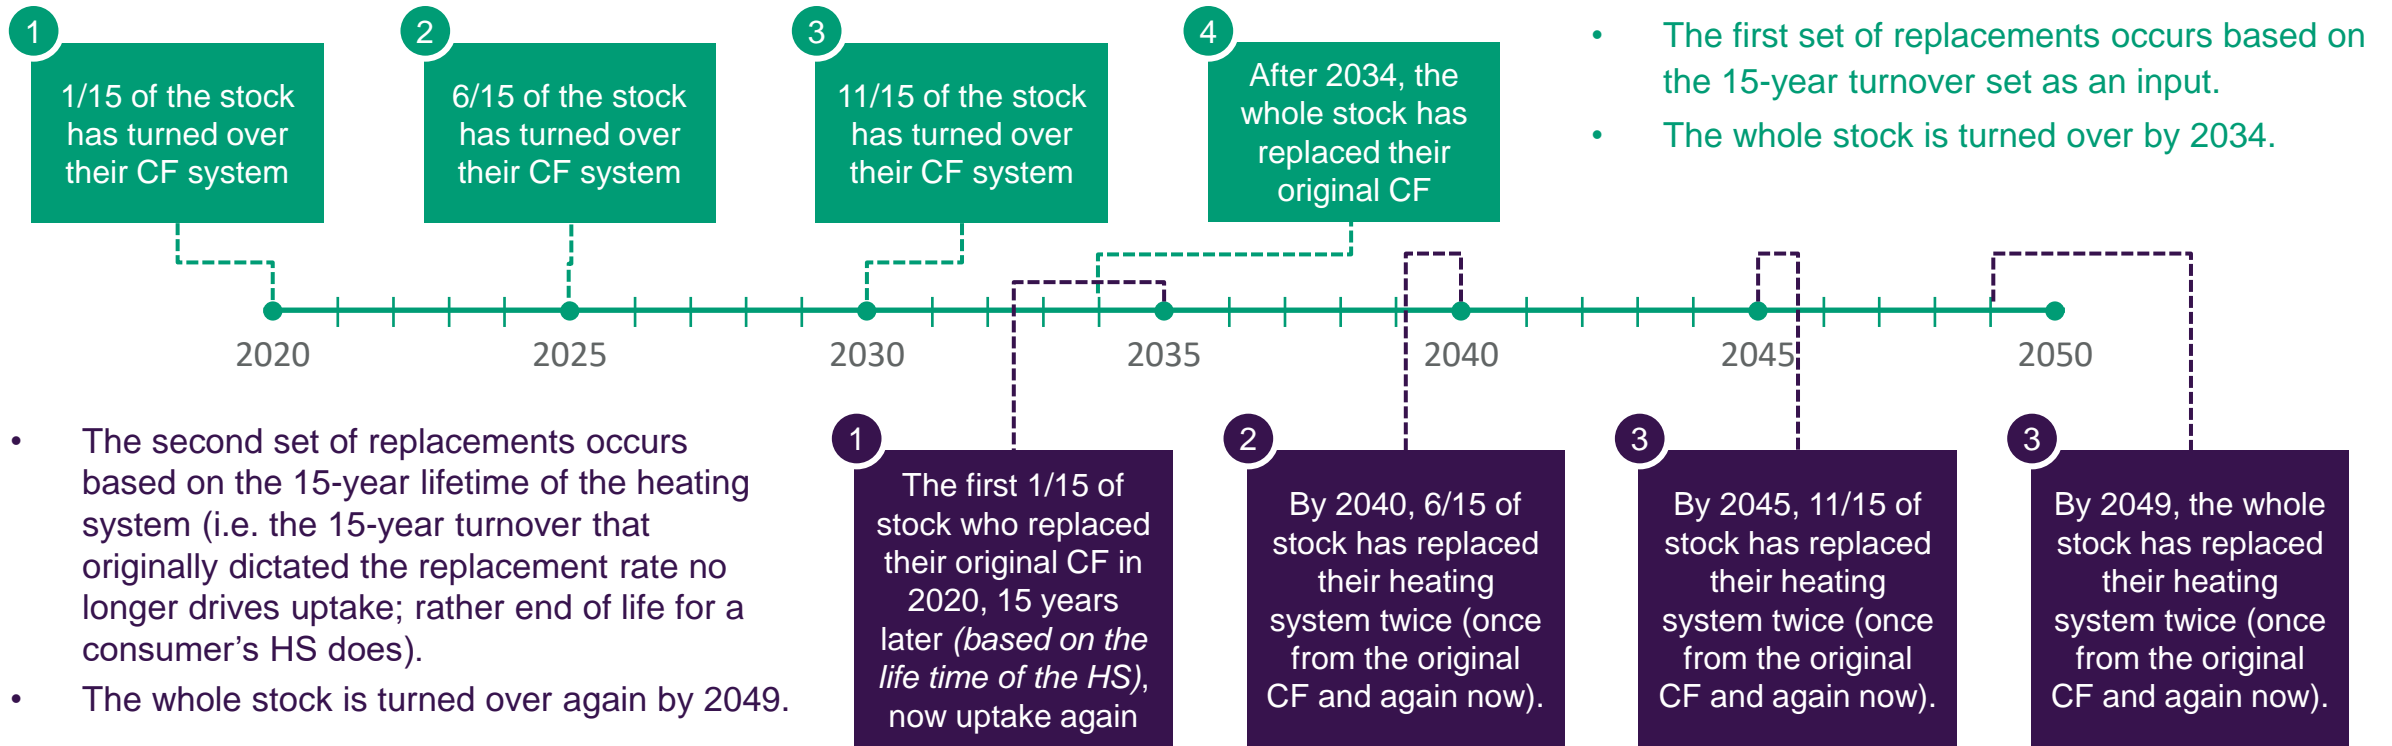 1
1/15 of the stock
has turned over
their CF system
2
6/15 of the stock
has turned over
their CF system
3
11/15 of the stock
has turned over
their CF system
4
After 2034, the
whole stock has
replaced their
original CF
• The first set of replacements occurs based on
the 15-year turnover set as an input.
• The whole stock is turned over by 2034.
2020 2025 2030 2035 2040 2045 2050
• The second set of replacements occurs
based on the 15-year lifetime of the heating
system (i.e. the 15-year turnover that
originally dictated the replacement rate no
longer drives uptake; rather end of life for a
consumer’s HS does).
• The whole stock is turned over again by 2049.
1
The first 1/15 of
stock who replaced
their original CF in
2020, 15 years
later (based on the
life time of the HS),
now uptake again
2
By 2040, 6/15 of
stock has replaced
their heating
system twice (once
from the original
CF and again now).
3
By 2045, 11/15 of
stock has replaced
their heating
system twice (once
from the original
CF and again now).
3
By 2049, the whole
stock has replaced
their heating
system twice (once
from the original
CF and again now).